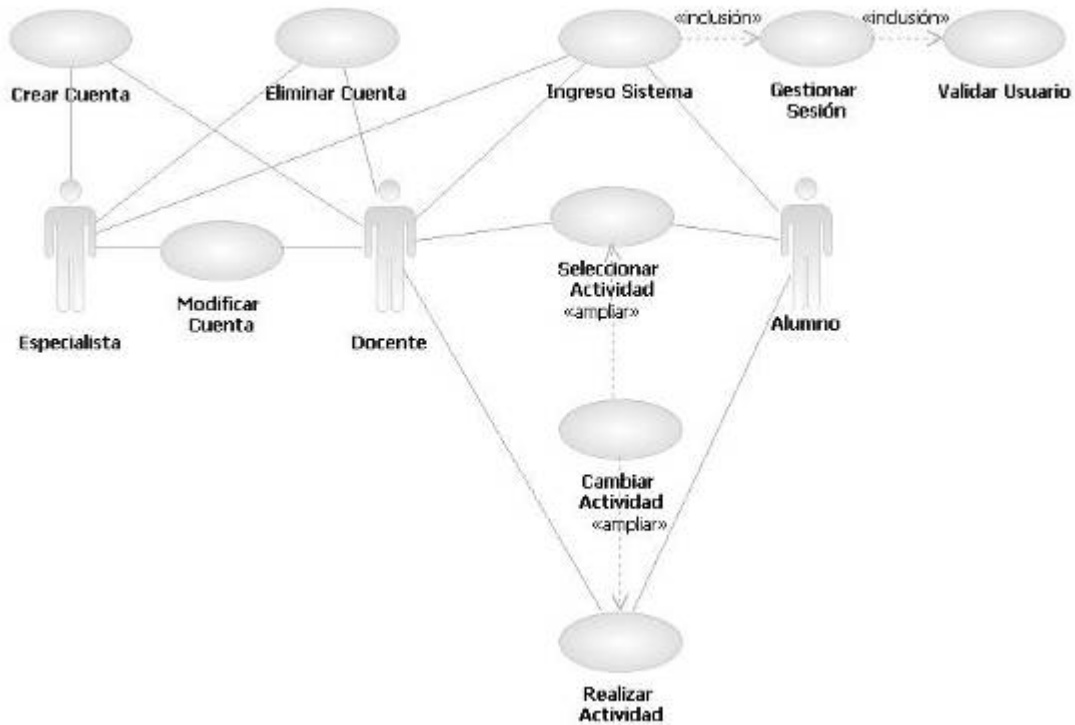 «inclusión»
«inclusión»
Crear Cuenta
Eliminar Cuenta
Ingreso Sistema
Gestionar
Sesión
Validar Usuario
Modificar
Cuenta
Seleccionar
Actividad
«ampliar»
Especialista
Docente
Alumno
Cambiar
Actividad
«ampliar»
Realizar
Actividad